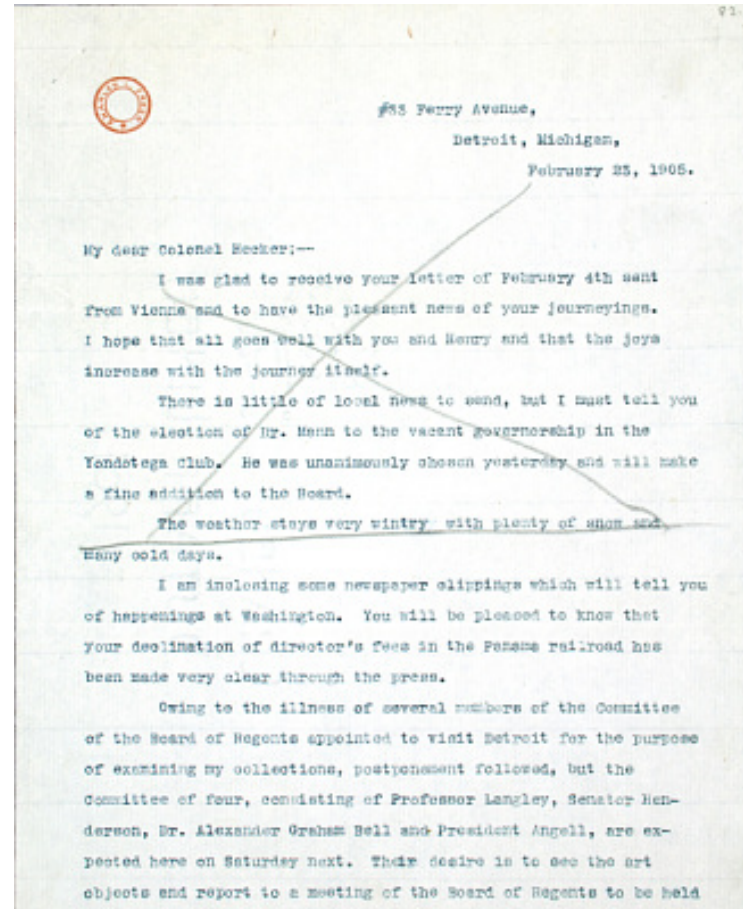 #33 Ferry Avenue,
Detroit, Michigan,
February 23, 1905.
My dear Colonel Hecker:--
I was glad to receive your letter of February 4th sent
from Vienna and to have the pleasant news of your journeyings.
I hope that all goes well with you and Henry and that the joys
increase with the journey itself.
There is little of local news to send, but I must tell you
of the election of Dr. Mann to the vacant governorship in the
Yondotega Club. He was unanimously chosen yesterday and will make
a fine addition to the Board.
The weather stays very wintry with plenty of snow and
many cold days.
I am inclosing some newspaper clippings which will tell you
of happenings at Washington. You will be pleased to know that
your declination of director's fees in the Panama railroad has
been made very clear through the press.
Owing to the illness of several members of the Committee
of the Board of Regents appointed to visit Detroit for the purpose
of examining my collections, postponement followed, but the
Committee of four, consisting of Professor Langley, Senator Hen-
derson, Dr. Alexander Graham Bell and President Angell, are ex-
pected here on Saturday next. Their desire is to see the art
objects and report to a meeting of the Board of Regents to be held